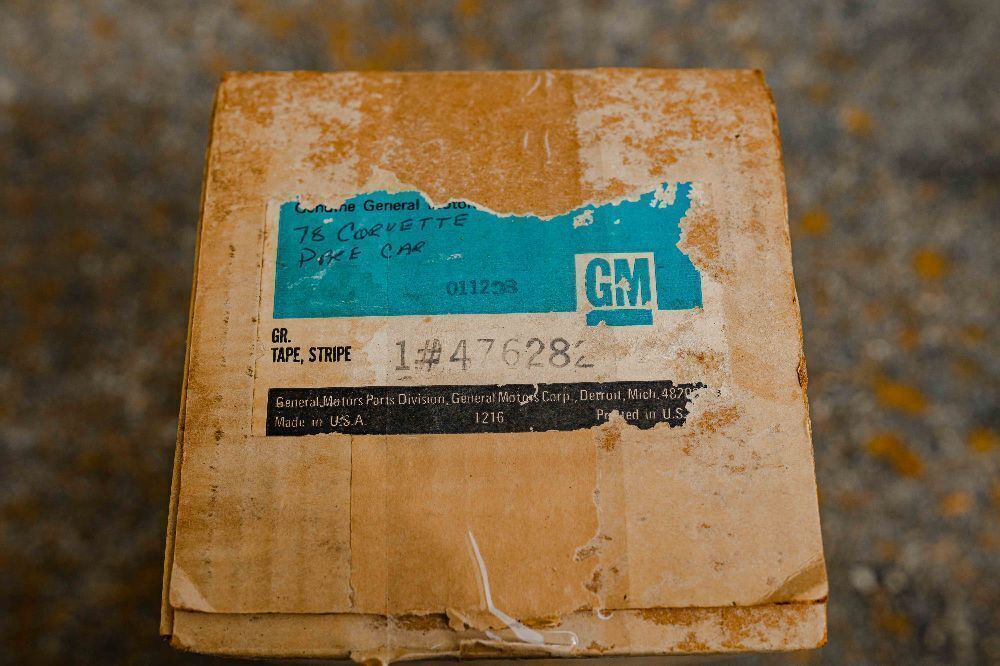 Genuine General Motors
78 CORVETTE
PACE CAR
011208
GM
GR.
TAPE, STRIPE
1#476282
General Motors Parts Division, General Motors Corp., Detroit, Mich.
Made in U.S.A.
1216
Printed in U.S.